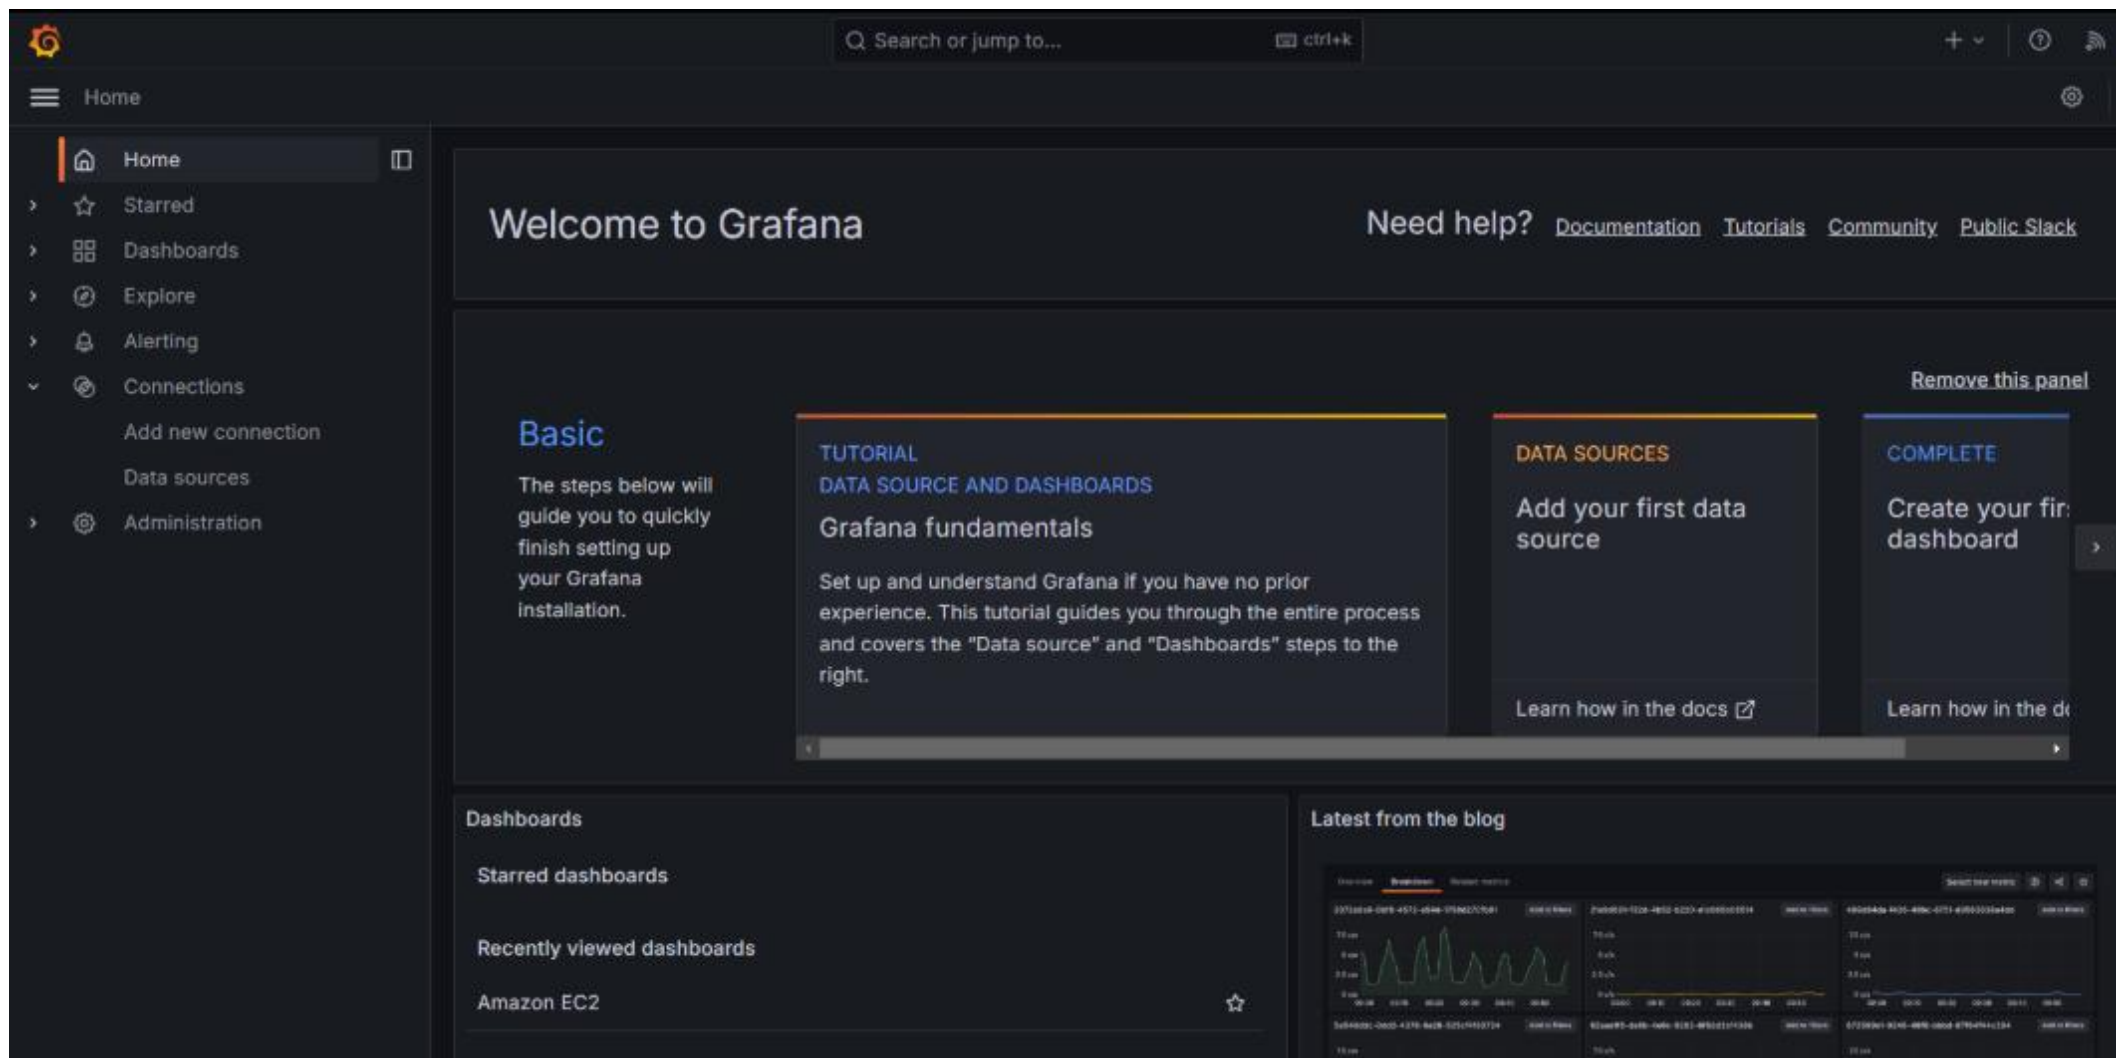 Search or jump to...
ctrl+k
Home
Home
Starred
Dashboards
Explore
Alerting
Connections
Add new connection
Data sources
Administration
Welcome to Grafana
Need help?
Documentation
Tutorials
Community
Public Slack
Remove this panel
Basic
The steps below will
guide you to quickly
finish setting up
your Grafana
installation.
TUTORIAL
DATA SOURCE AND DASHBOARDS
Grafana fundamentals
Set up and understand Grafana if you have no prior
experience. This tutorial guides you through the entire process
and covers the "Data source" and "Dashboards" steps to the
right.
DATA SOURCES
Add your first data
source
Learn how in the docs
COMPLETE
Create your
dashboard
Learn how in the
Dashboards
Starred dashboards
Recently viewed dashboards
Amazon EC2
Latest from the blog
Breakdown